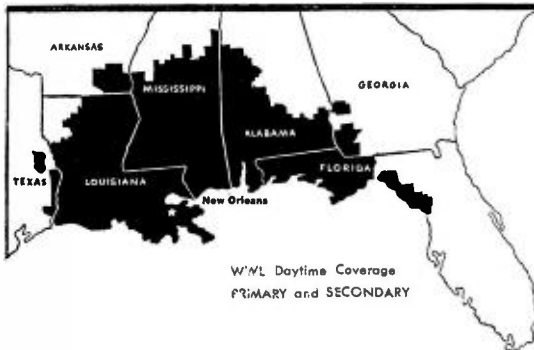 ARKANSAS
MISSISSIPPI
GEORGIA
ALABAMA
TEXAS
LOUISIANA
FLORIDA
New Orleans
WWL Daytime Coverage
PRIMARY and SECONDARY